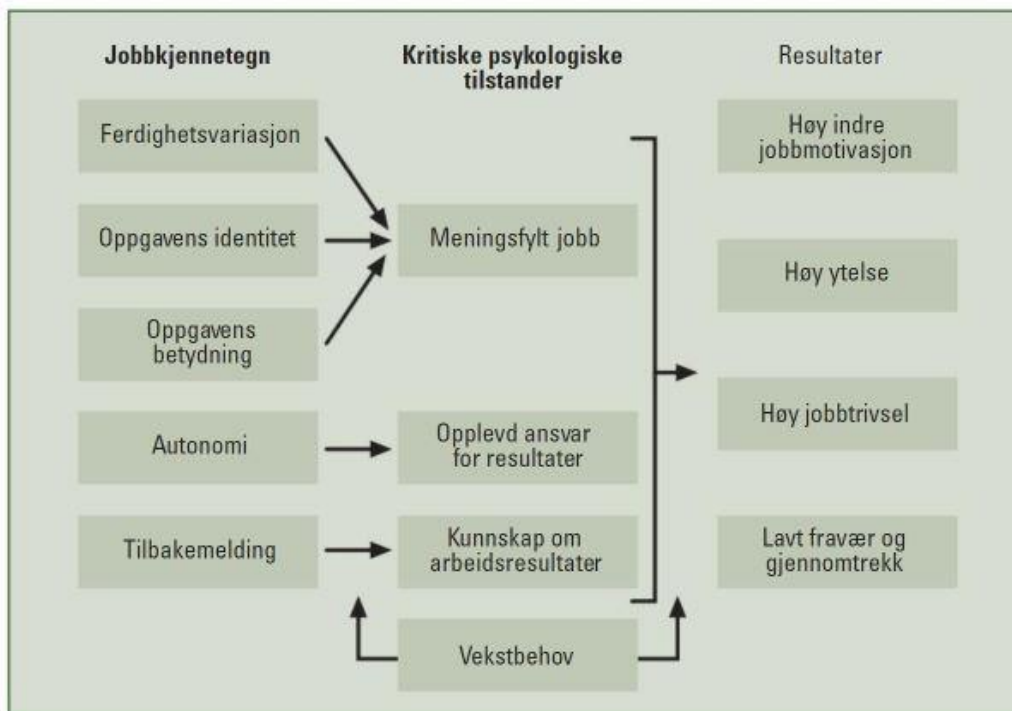 Jobbkjennetegn
Ferdighetsvariasjon
Oppgavens identitet
Oppgavens
betydning
Autonomi
Tilbakemelding
Kritiske psykologiske
tilstander
Meningsfylt jobb
Opplevd ansvar
for resultater
Kunnskap om
arbeidsresultater
Vekstbehov
Resultater
Høy indre
jobbmotivasjon
Høy ytelse
Høy jobbtrivsel
Lavt fravær og
gjennomtrekk